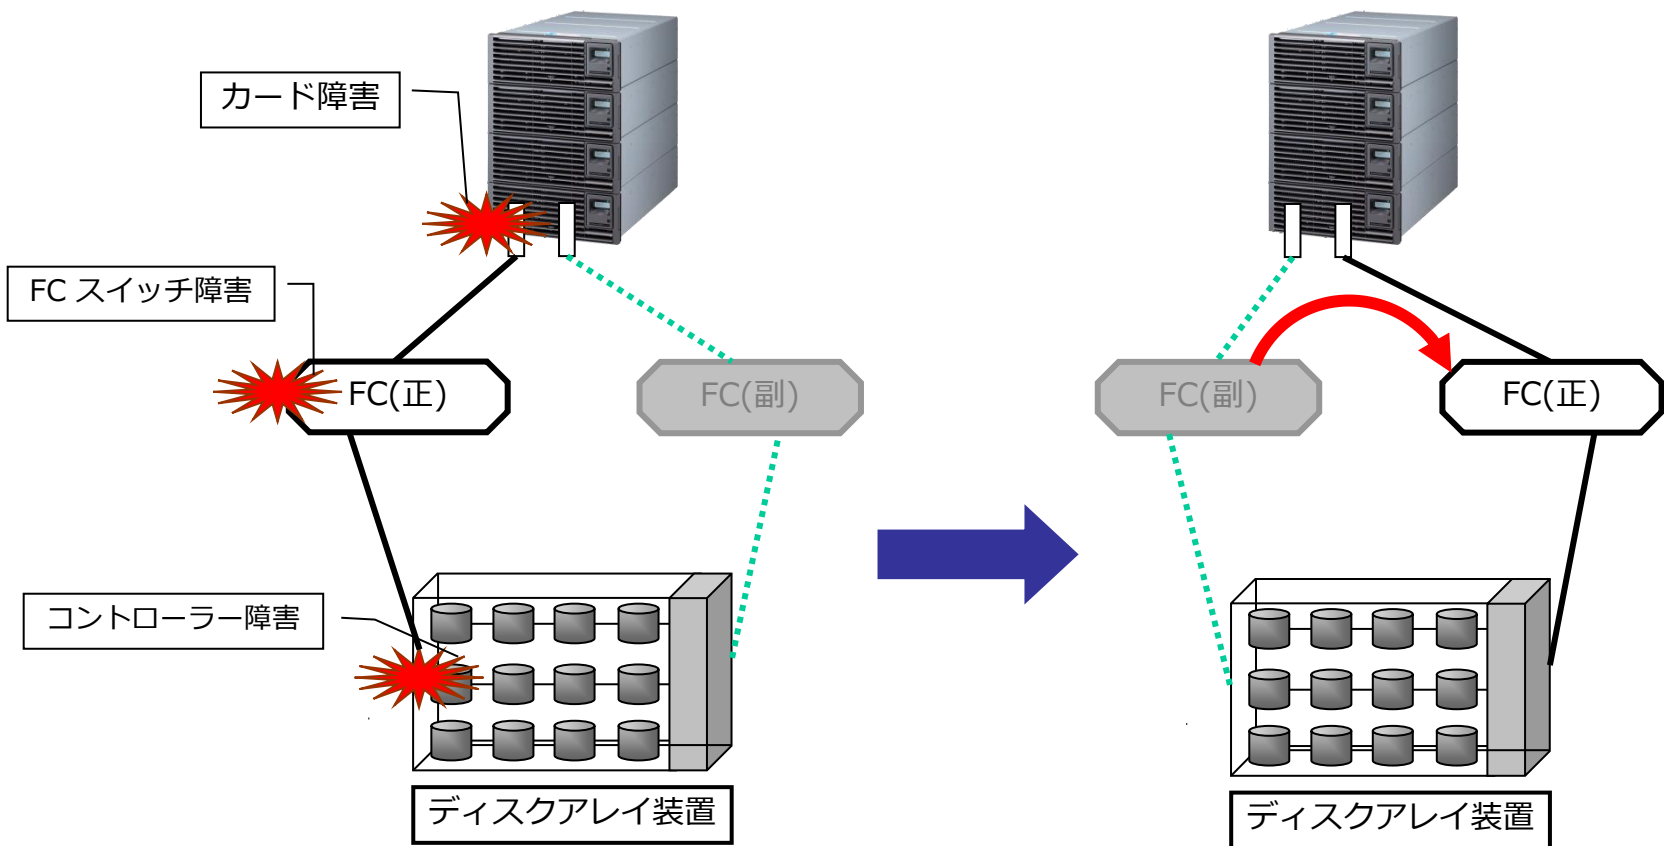 カード障害
FC スイッチ障害
FC(正)
FC(副)
FC(副)
FC(正)
コントローラー障害
ディスクアレイ装置
ディスクアレイ装置